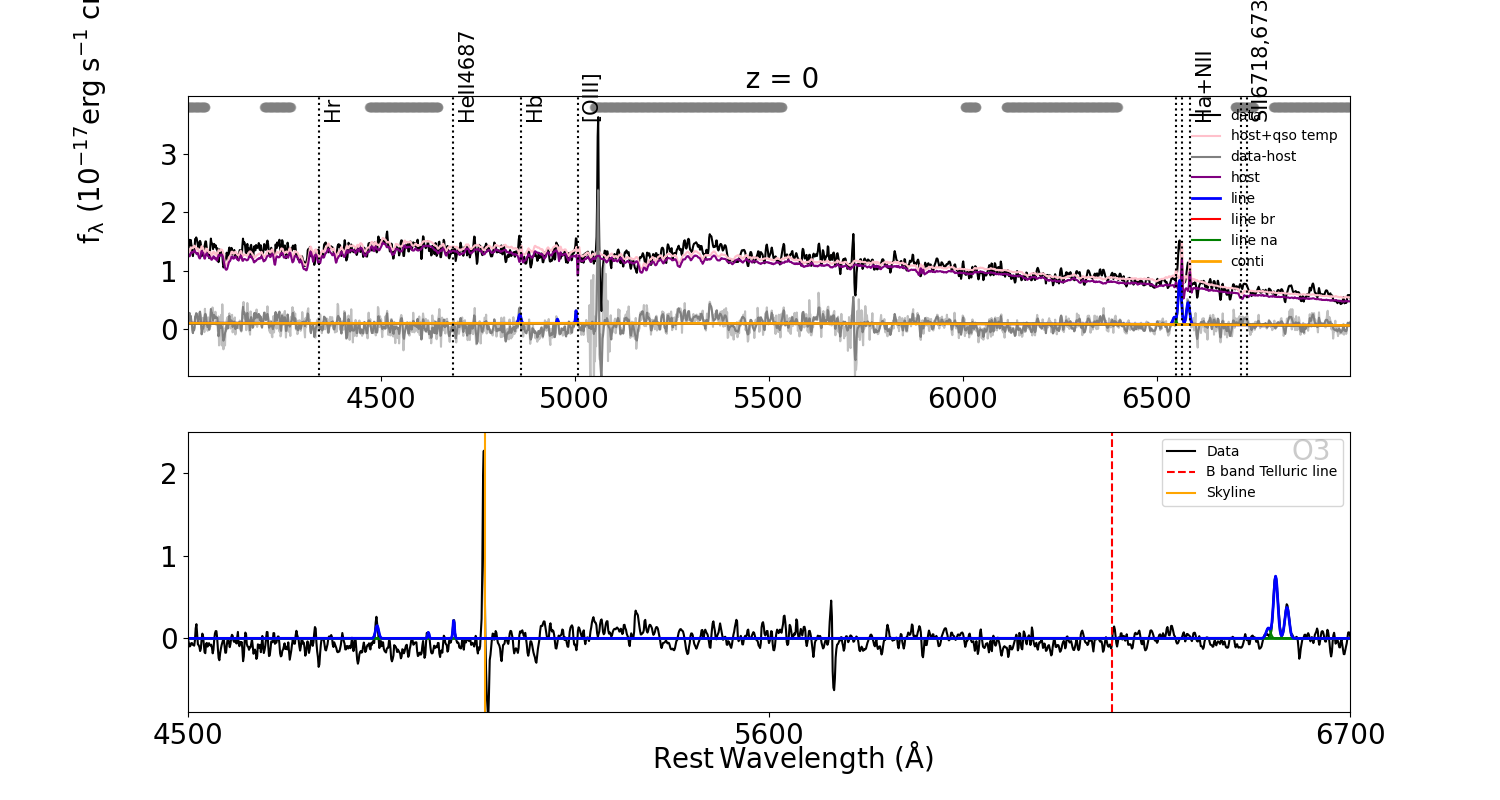 z = 0
f_λ (10^−17 erg s^−1 c
Hr
HeII4687
Hb
[OIII]
Ha+NII
SII6718,673
data
host+qso temp
data-host
host
line
line br
line na
conti
3
2
1
0
4500 5000 5500 6000 6500
O3
Data
B band Telluric line
Skyline
2
1
0
4500 5600 6700
Rest Wavelength (Å)